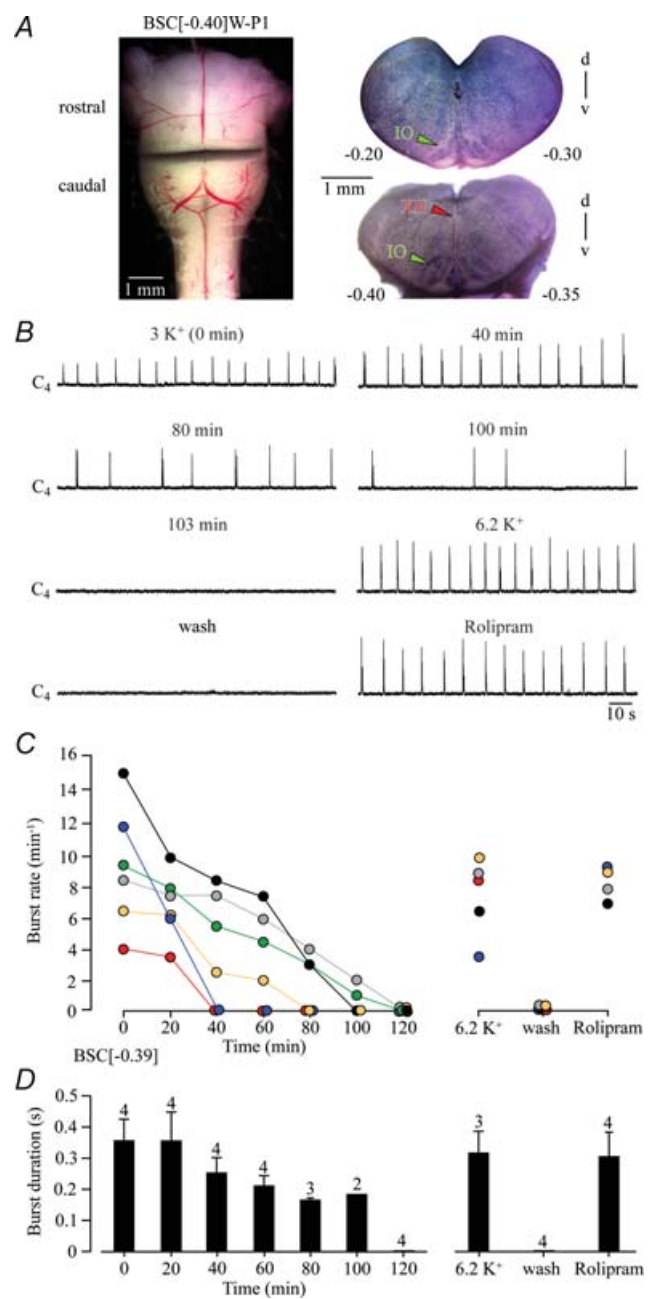 A
BSC[-0.40]W-P1
rostral
caudal
1 mm
IO
-0.20
-0.30
d
v
1 mm
XII
IO
-0.40
-0.35
d
v
B
3 K⁺ (0 min)
40 min
C₄
80 min
100 min
C₄
103 min
6.2 K⁺
C₄
wash
Rolipram
C₄
10 s
C
Burst rate (min⁻¹)
16
14
12
10
8
6
4
2
0
0 20 40 60 80 100 120
Time (min)
6.2 K⁺ wash Rolipram
BSC[-0.39]
D
Burst duration (s)
0.5
0.4
0.3
0.2
0.1
0
4 4 4 4 3 2 4
3 4 4
0 20 40 60 80 100 120
Time (min)
6.2 K⁺ wash Rolipram